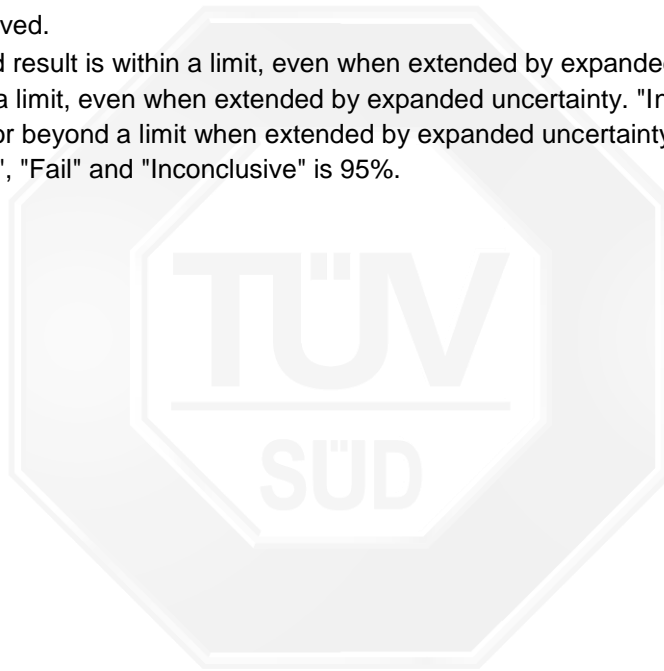 ved.
d result is within a limit, even when extended by expanded
a limit, even when extended by expanded uncertainty. "In
or beyond a limit when extended by expanded uncertainty
", "Fail" and "Inconclusive" is 95%.
TÜV
SÜD